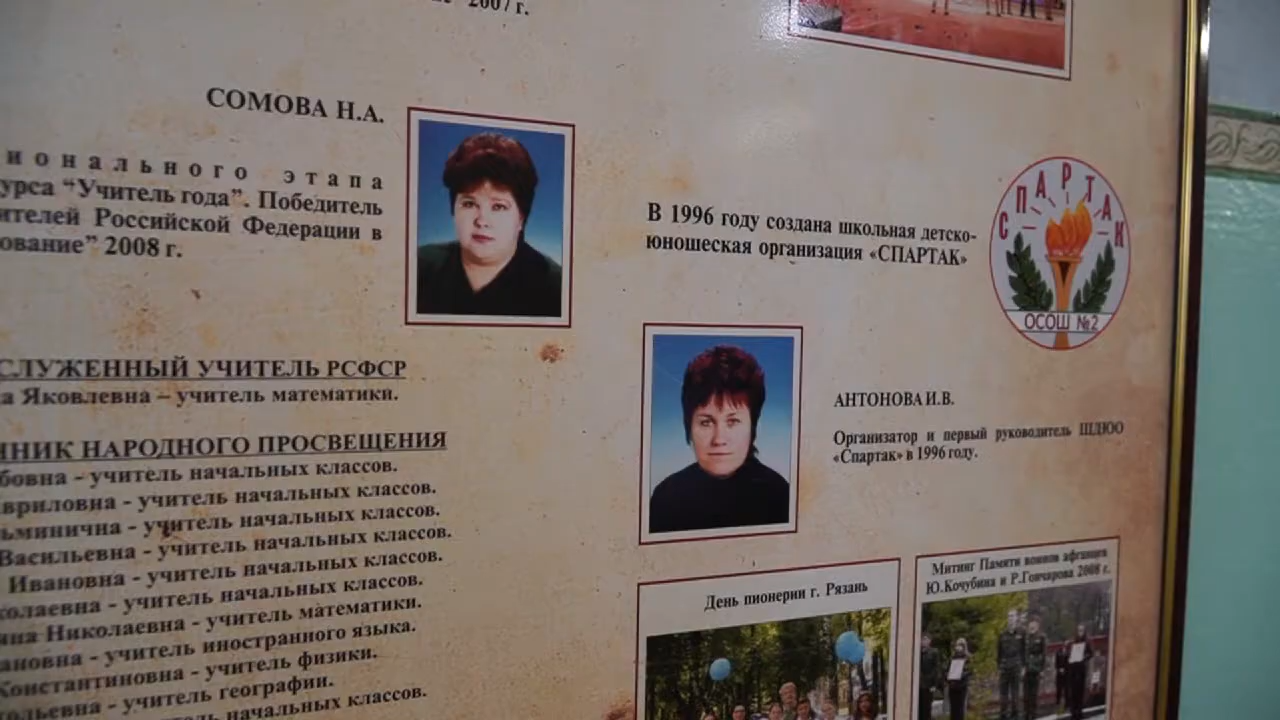 2007 г.
СОМОВА Н.А.
ионального этапа
урса “Учитель года”. Победитель
ителей Российской Федерации в
ование” 2008 г.
СЛУЖЕННЫЙ УЧИТЕЛЬ РСФСР
а Яковлевна – учитель математики.
ЧНИК НАРОДНОГО ПРОСВЕЩЕНИЯ
бовна - учитель начальных классов.
вриловна - учитель начальных классов.
ьминична - учитель начальных классов.
Васильевна - учитель начальных классов.
Ивановна - учитель начальных классов.
колаевна - учитель начальных классов.
ина Николаевна - учитель математики.
ановна - учитель иностранного языка.
Константиновна - учитель физики.
тольевна - учитель географии.
учитель начальных классов.
В 1996 году создана школьная детско-
юношеская организация «СПАРТАК»
СПАРТАК
ОСОШ №2
АНТОНОВА И.В.
Организатор и первый руководитель ШДЮО
«Спартак» в 1996 году.
День пионерии г. Рязань
Митинг Памяти воинов афганцев
Ю.Кочубина и Р.Гончарова 2008 г.